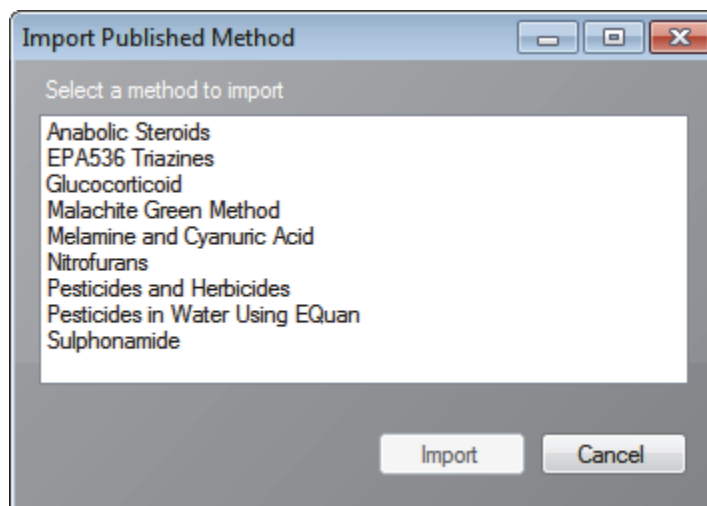 Import Published Method
Select a method to import
Anabolic Steroids
EPA536 Triazines
Glucocorticoid
Malachite Green Method
Melamine and Cyanuric Acid
Nitrofurans
Pesticides and Herbicides
Pesticides in Water Using EQuan
Sulphonamide
Import Cancel